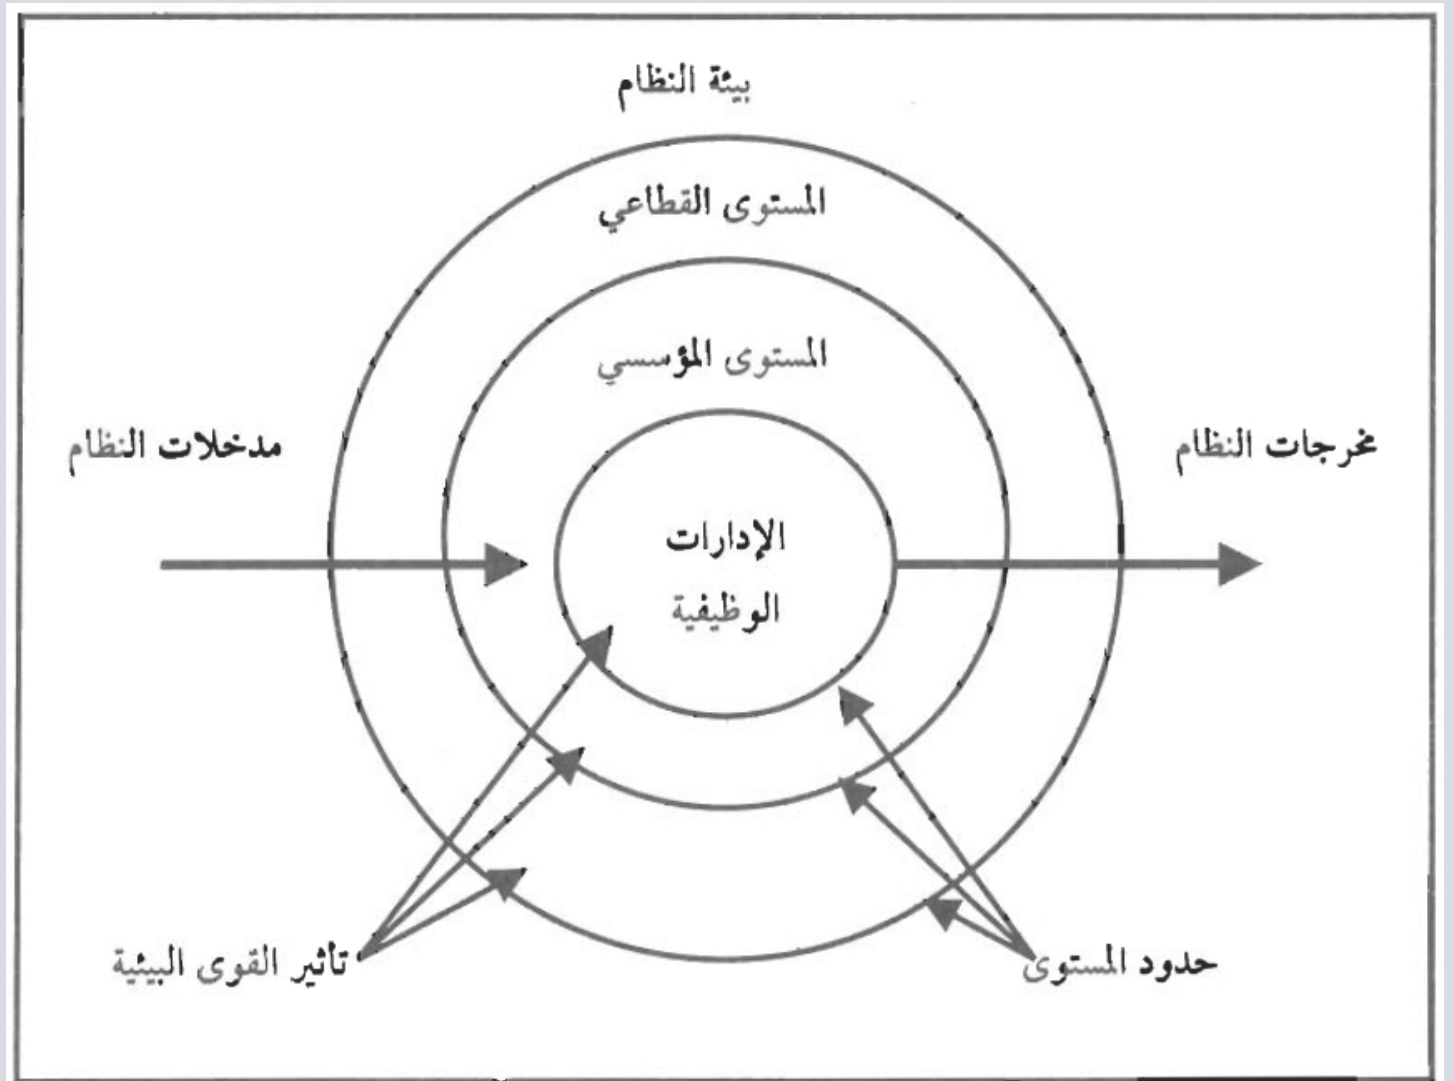 بيئة النظام
المستوى القطاعي
المستوى المؤسسي
مخرجات النظام
مدخلات النظام
الإدارات
الوظيفية
حدود المستوى
تأثير القوى البيئية